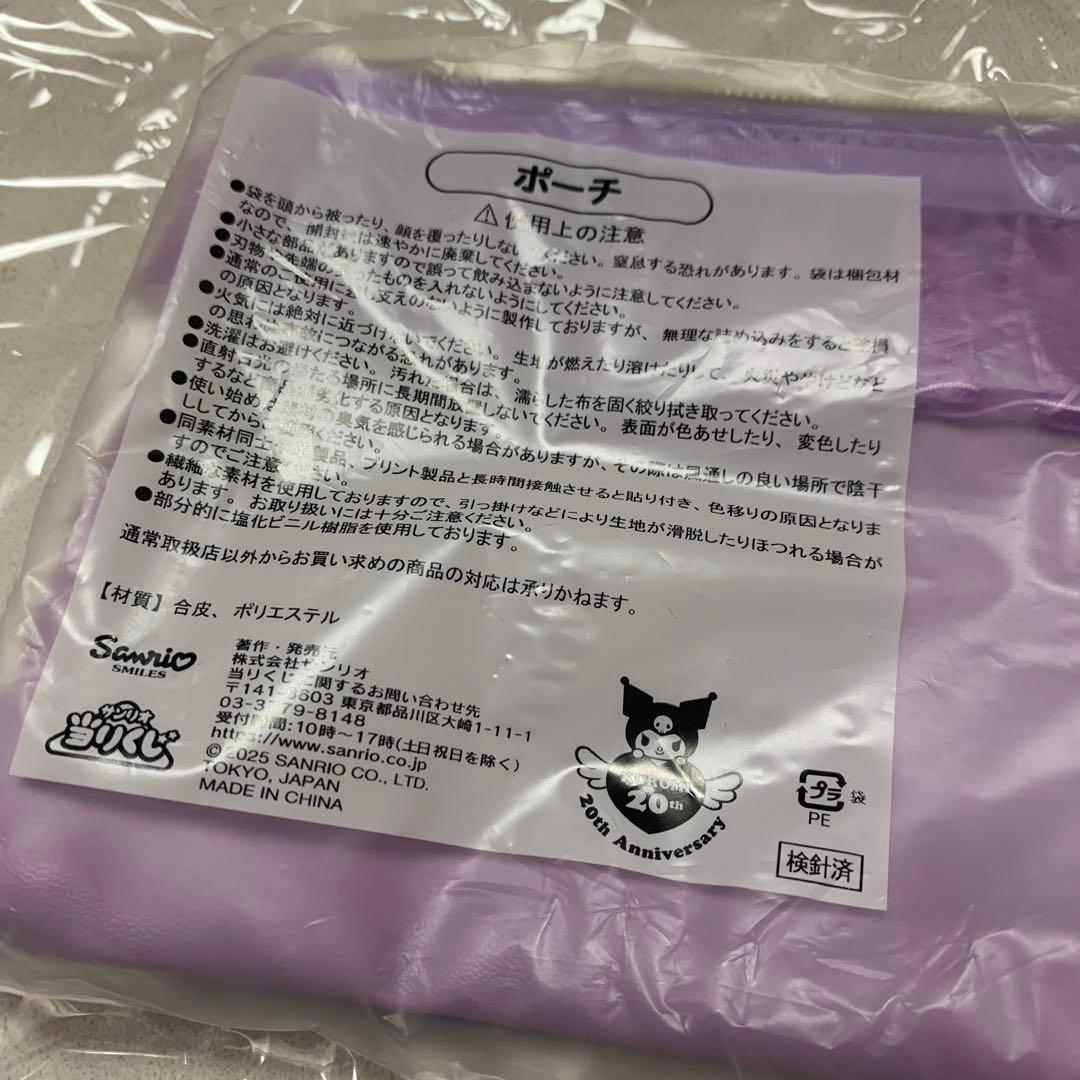 ポーチ
⚠使用上の注意
●袋を頭から被ったり、顔を覆ったりしない ください。窒息する恐れがあります。袋は梱包材
なので、開封後は速やかに廃棄してください。
●小さな部品 ありますので誤って飲み込まないように注意してください。
●刃物や先端の ったものを入れないようにしてください。
●通常のご使用に差し支えのないように製作しておりますが、無理な詰め込みをすると破損
の原因となります。
●火気には絶対に近づけないでください。生地が燃えたり溶けたりして、火災ややけどなど
の思わぬ事故につながる恐れがあります。
●洗濯はお避けください。汚れた場合は、濡らした布を固く絞り拭き取ってください。
●直射日光の当たる場所に長期間放置しないでください。表面が色あせしたり、変色したり
するなど商品が劣化する原因となります。
●使い始め の臭気を感じられる場合がありますが、その際は風通しの良い場所で陰干
ししてから ください。
●同素材同士 製品、プリント製品と長時間接触させると貼り付き、色移りの原因となりま
すのでご注意ください。
●繊細な素材を使用しておりますので、引っ掛けなどにより生地が滑脱したりほつれる場合が
あります。お取り扱いには十分ご注意ください。
●部分的に塩化ビニル樹脂を使用しております。
通常取扱店以外からお買い求めの商品の対応は承りかねます。
【材質】合皮、ポリエステル
Sanrio
SMILES
サンリオ
当りくじ
著作・発売元
株式会社サンリオ
当りくじに関するお問い合わせ先
〒141-8603 東京都品川区大崎1-11-1
03-3779-8148
受付時間:10時～17時(土日祝日を除く)
https://www.sanrio.co.jp
© 2025 SANRIO CO., LTD.
TOKYO, JAPAN
MADE IN CHINA
KUROMI
20th
20th Anniversary
プラ
袋
PE
検針済